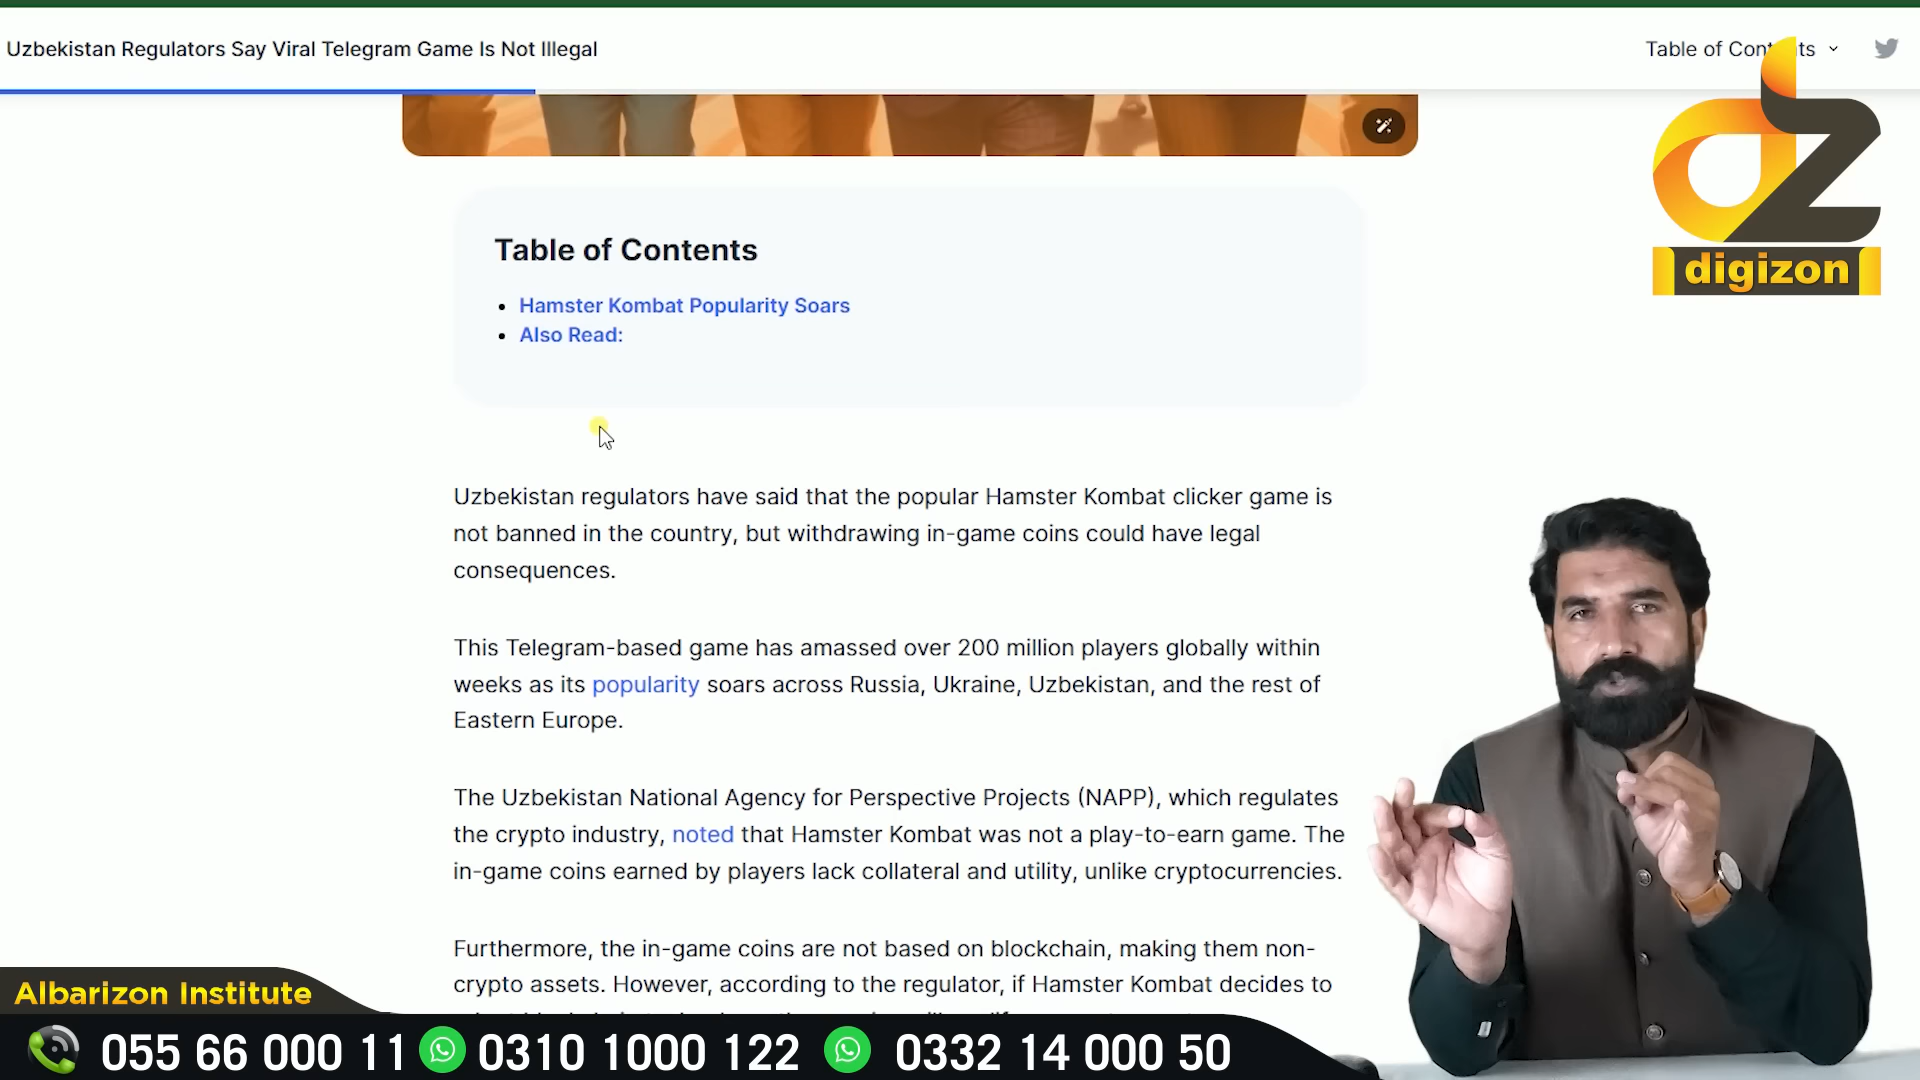 Uzbekistan Regulators Say Viral Telegram Game Is Not Illegal
Table of Contents
digizon
Table of Contents
Hamster Kombat Popularity Soars
Also Read:
Uzbekistan regulators have said that the popular Hamster Kombat clicker game is
not banned in the country, but withdrawing in-game coins could have legal
consequences.
This Telegram-based game has amassed over 200 million players globally within
weeks as its popularity soars across Russia, Ukraine, Uzbekistan, and the rest of
Eastern Europe.
The Uzbekistan National Agency for Perspective Projects (NAPP), which regulates
the crypto industry, noted that Hamster Kombat was not a play-to-earn game. The
in-game coins earned by players lack collateral and utility, unlike cryptocurrencies.
Furthermore, the in-game coins are not based on blockchain, making them non-
crypto assets. However, according to the regulator, if Hamster Kombat decides to
Albarizon Institute
055 66 000 11 0310 1000 122 0332 14 000 50